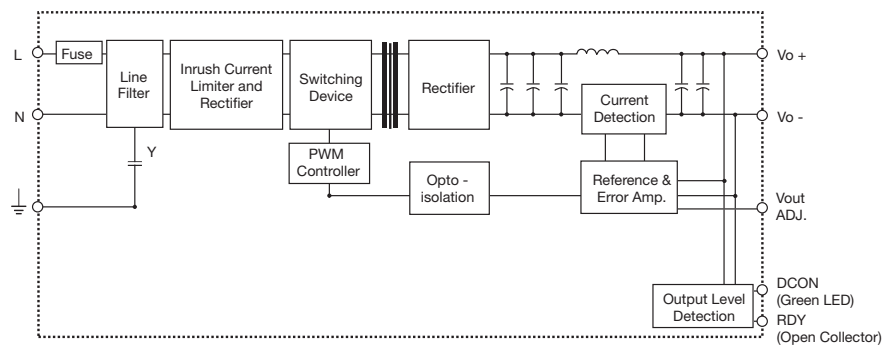 L
Fuse
Line
Filter
Inrush Current
Limiter and
Rectifier
Switching
Device
Rectifier
Current
Detection
Vo +
N
Vo -
Y
PWM
Controller
Opto -
isolation
Reference &
Error Amp.
Vout
ADJ.
Output Level
Detection
DCON
(Green LED)
RDY
(Open Collector)